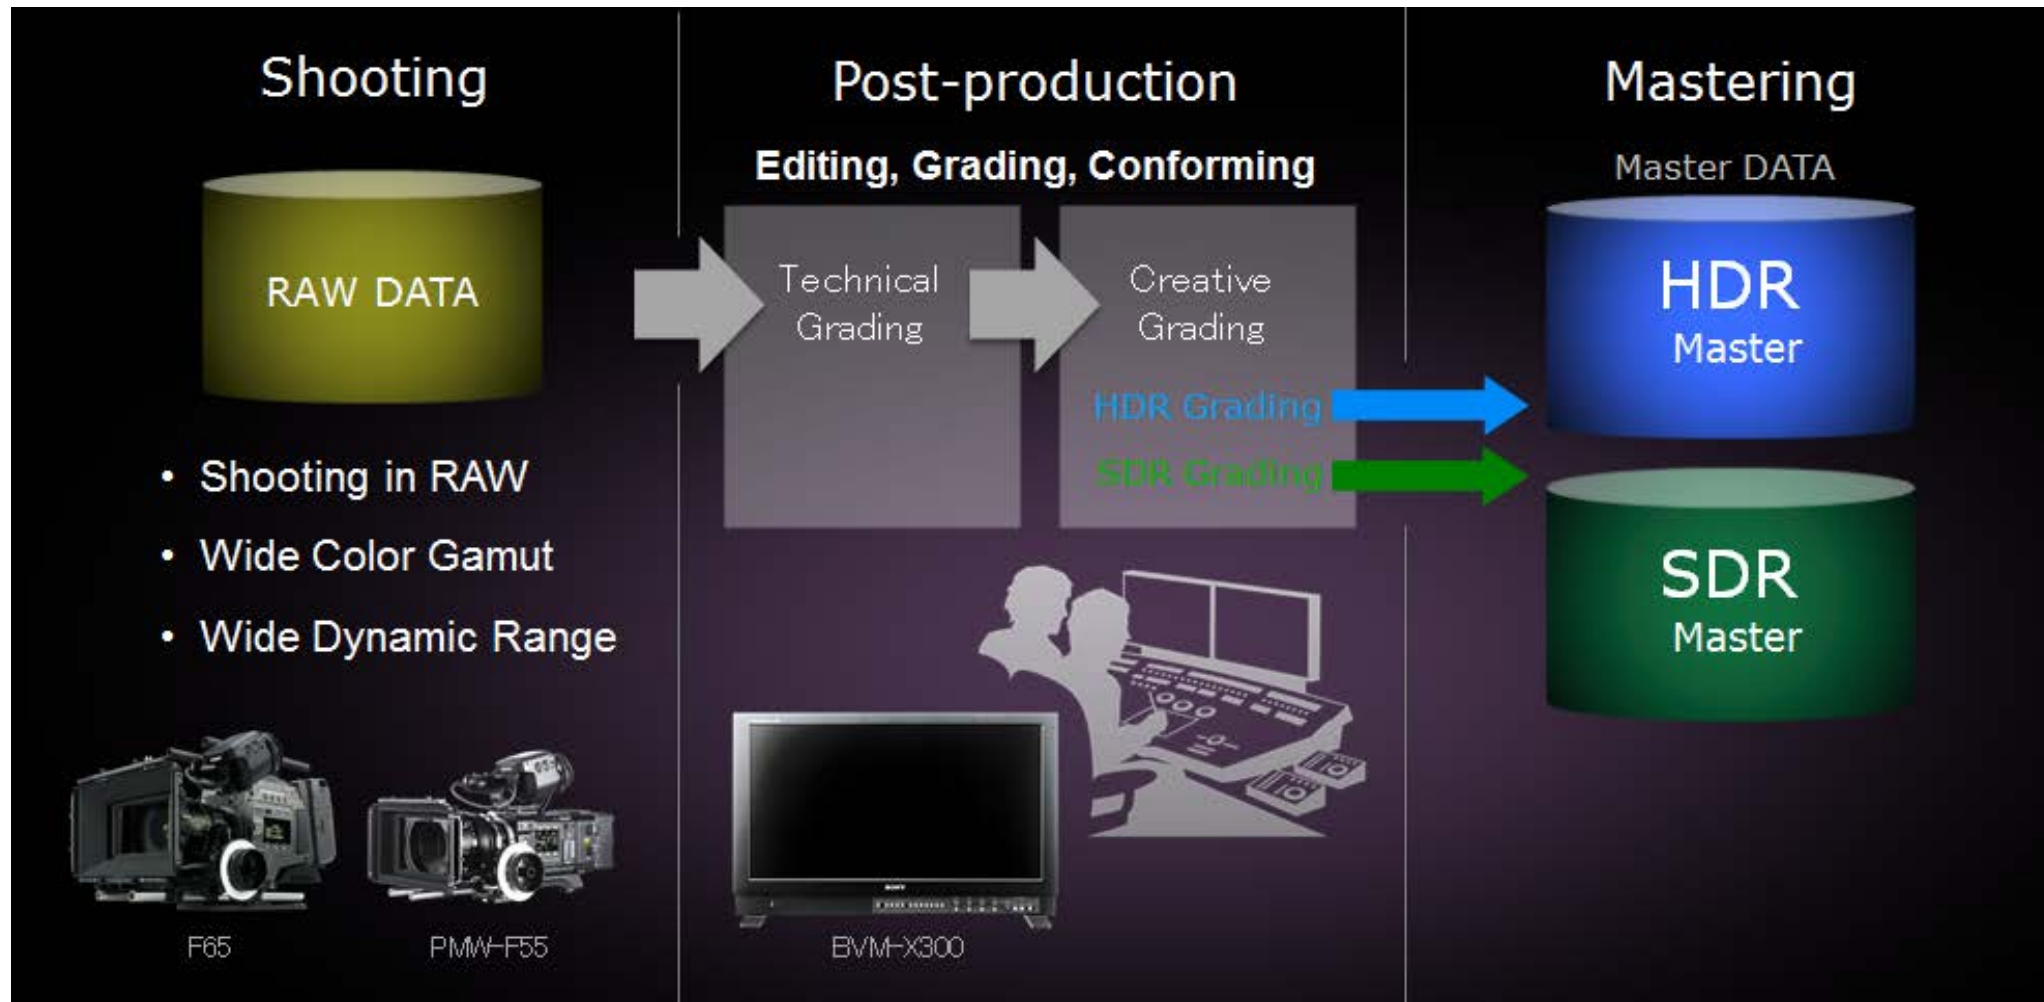 Shooting
RAW DATA
• Shooting in RAW
• Wide Color Gamut
• Wide Dynamic Range
F65
PMW-F55
Post-production
Editing, Grading, Conforming
Technical
Grading
Creative
Grading
HDR Grading
SDR Grading
SONY
BVM-X300
Mastering
Master DATA
HDR
Master
SDR
Master